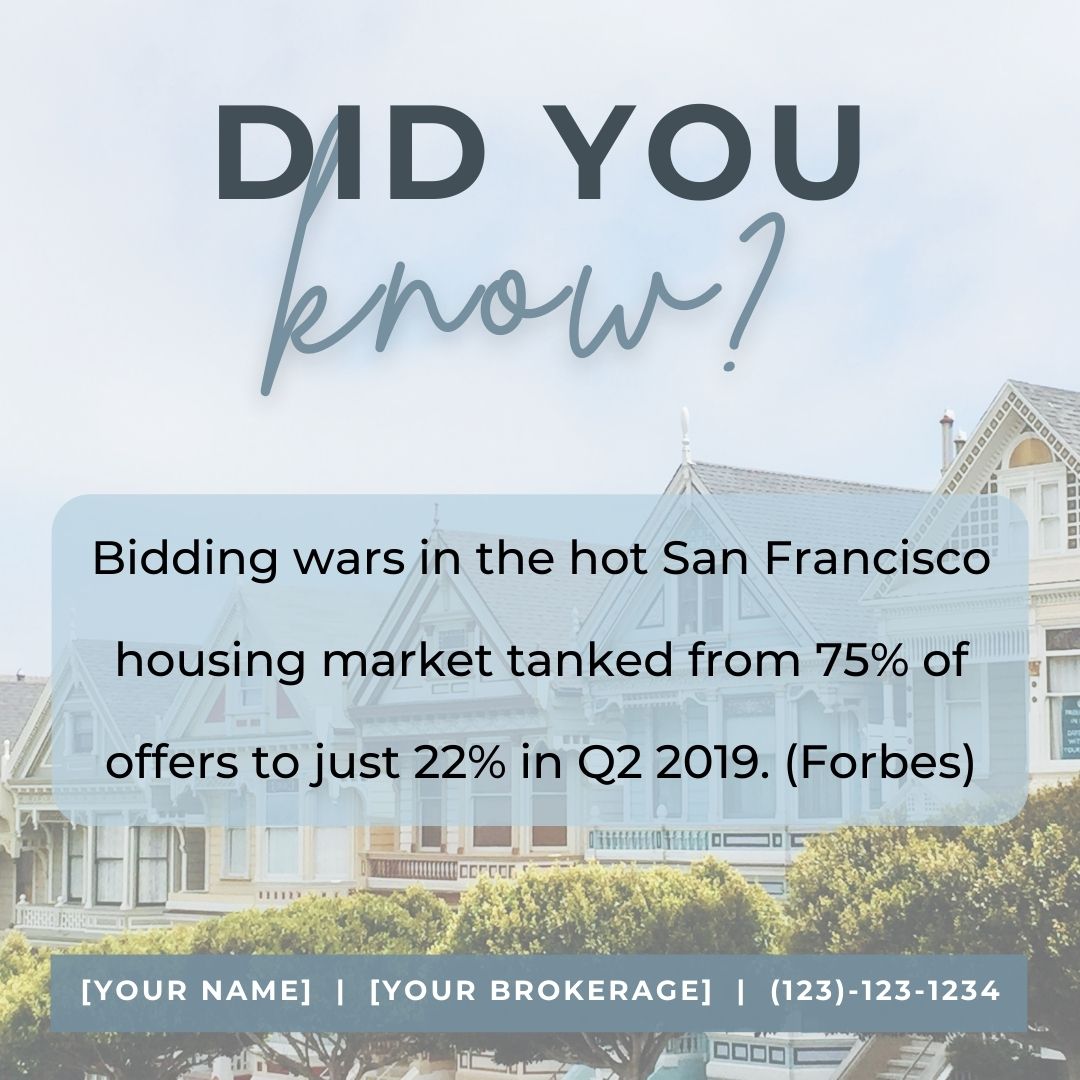 DID YOU
know?
Bidding wars in the hot San Francisco
housing market tanked from 75% of
offers to just 22% in Q2 2019. (Forbes)
[YOUR NAME] | [YOUR BROKERAGE] | (123)-123-1234